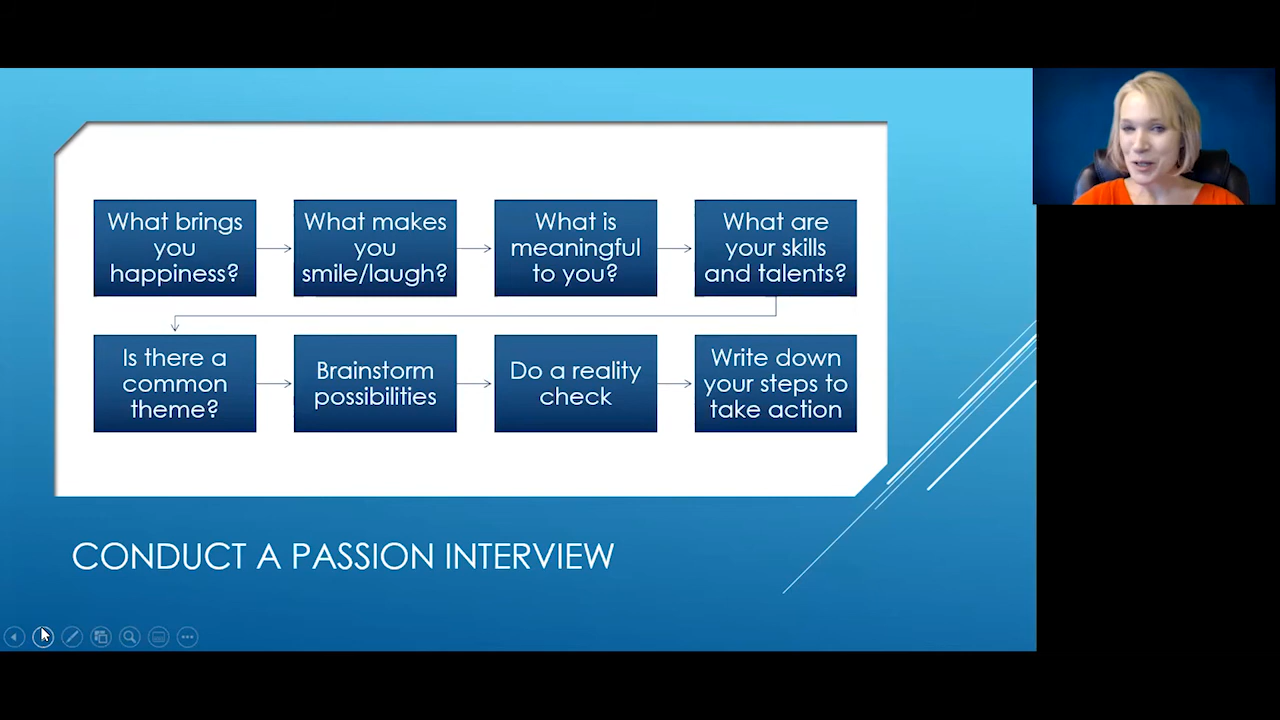 What brings
you
happiness?
What makes
you
smile/laugh?
What is
meaningful
to you?
What are
your skills
and talents?
Is there a
common
theme?
Brainstorm
possibilities
Do a reality
check
Write down
your steps to
take action
CONDUCT A PASSION INTERVIEW